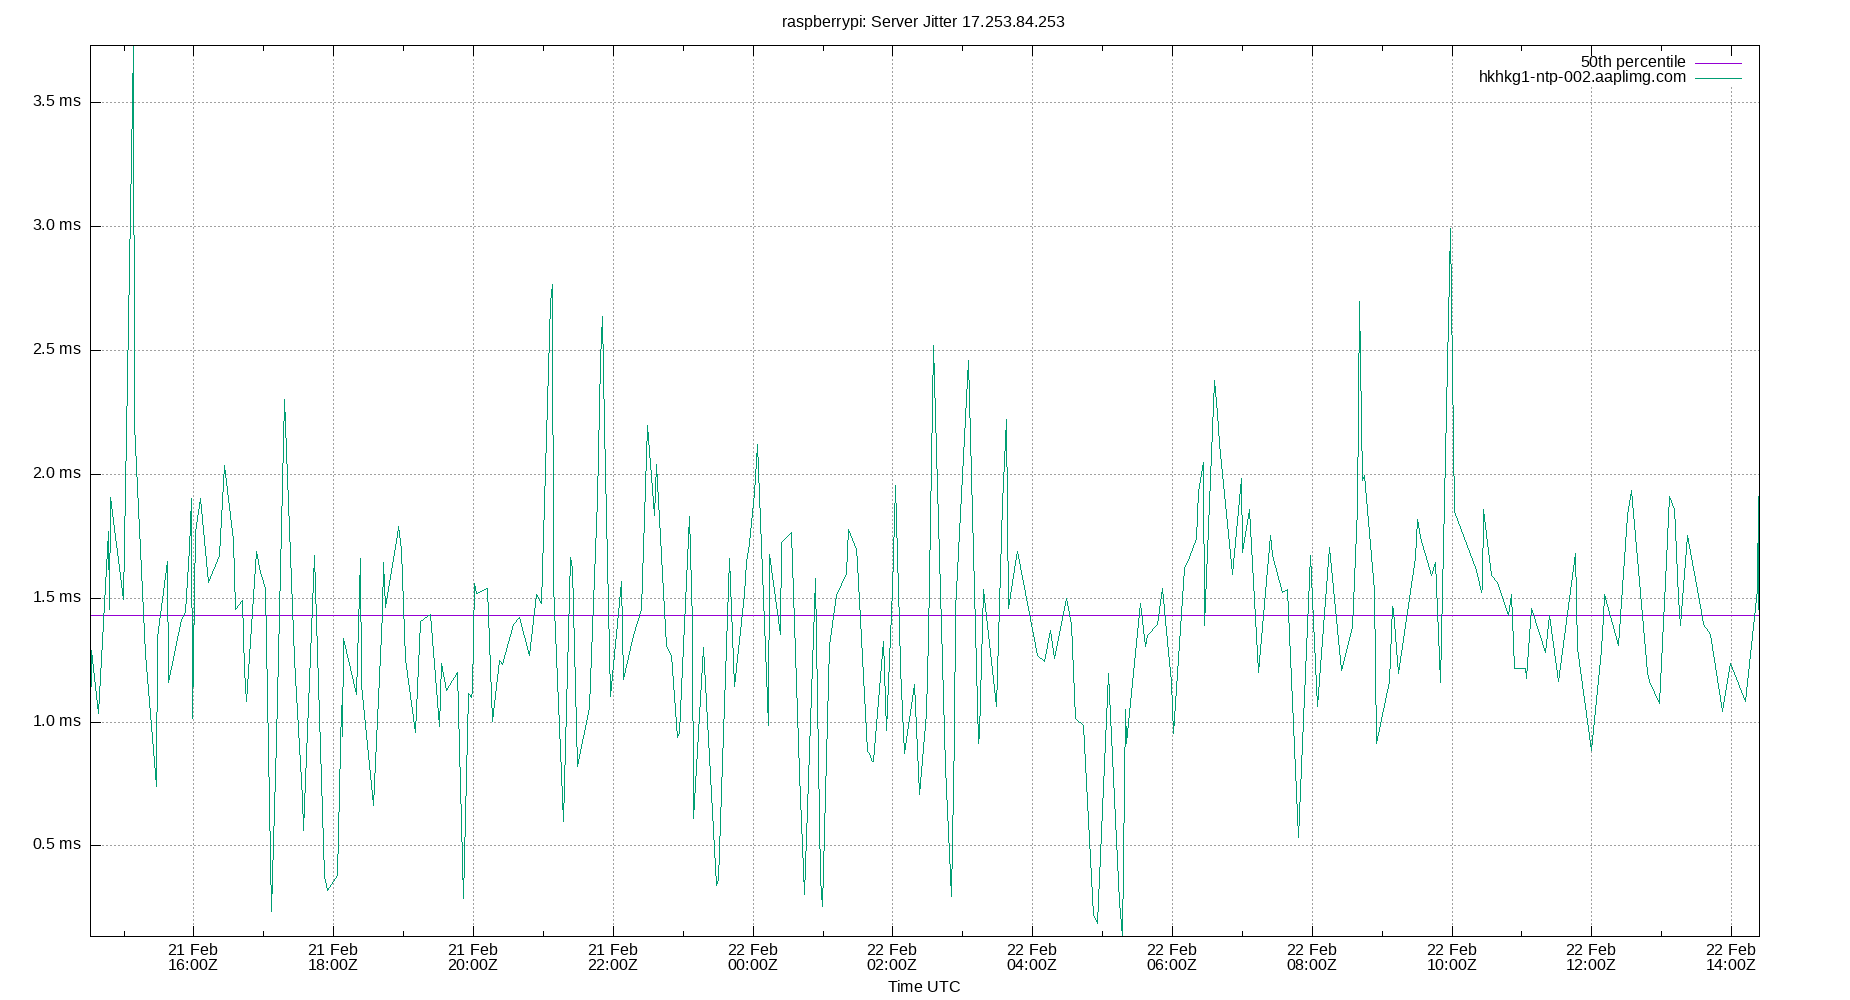 raspberrypi: Server Jitter 17.253.84.253
50th percentile
hkhkg1-ntp-002.aaplimg.com
3.5 ms
3.0 ms
2.5 ms
2.0 ms
1.5 ms
1.0 ms
0.5 ms
21 Feb 21 Feb 21 Feb 21 Feb 22 Feb 22 Feb 22 Feb 22 Feb 22 Feb 22 Feb 22 Feb 22 Feb
16:00Z 18:00Z 20:00Z 22:00Z 00:00Z 02:00Z 04:00Z 06:00Z 08:00Z 10:00Z 12:00Z 14:00Z
Time UTC